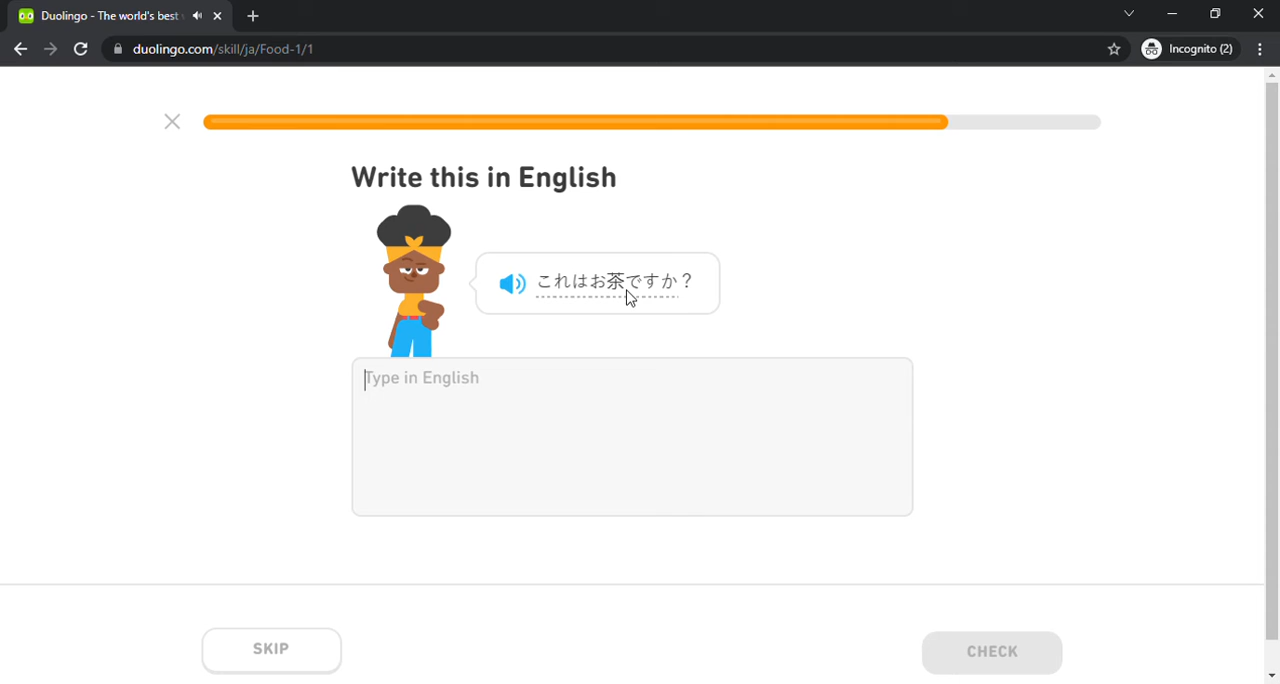 Duolingo - The world's best
duolingo.com/skill/ja/Food-1/1
Incognito (2)
Write this in English
これはお茶ですか？
Type in English
SKIP
CHECK